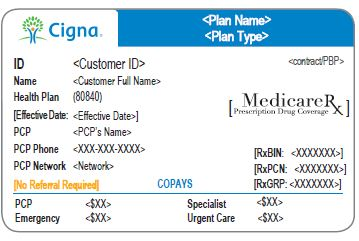 Cigna
<Plan Name>
<Plan Type>
ID <Customer ID> <contract/PBP>
Name <Customer Full Name>
Health Plan (80840)
[Effective Date: <Effective Date>]
MedicareRx
[Prescription Drug Coverage]
PCP <PCP's Name>
PCP Phone <XXX-XXX-XXXX>
[RxBIN: <XXXXXXX>]
PCP Network <Network>
[RxPCN: <XXXXXXX>]
[No Referral Required] COPAYS [RxGRP: <XXXXXXX>]
PCP <$XX> Specialist <$XX>
Emergency <$XX> Urgent Care <$XX>